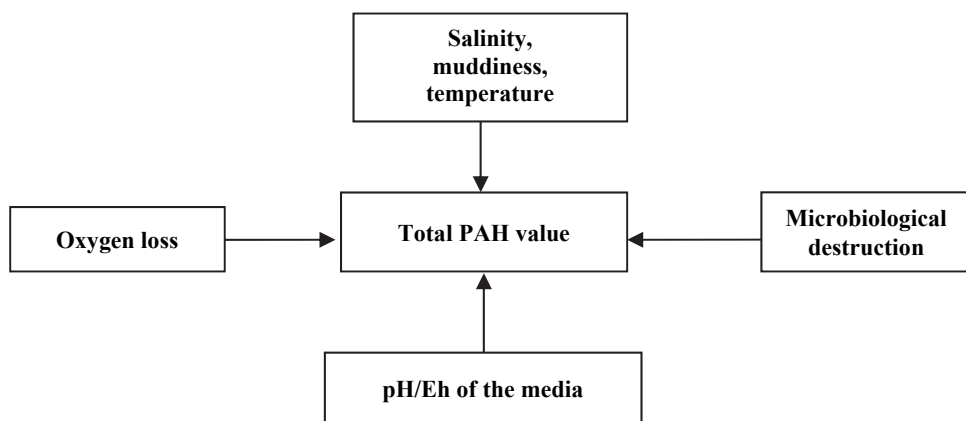 Salinity,
muddiness,
temperature
Oxygen loss
Total PAH value
Microbiological
destruction
pH/Eh of the media